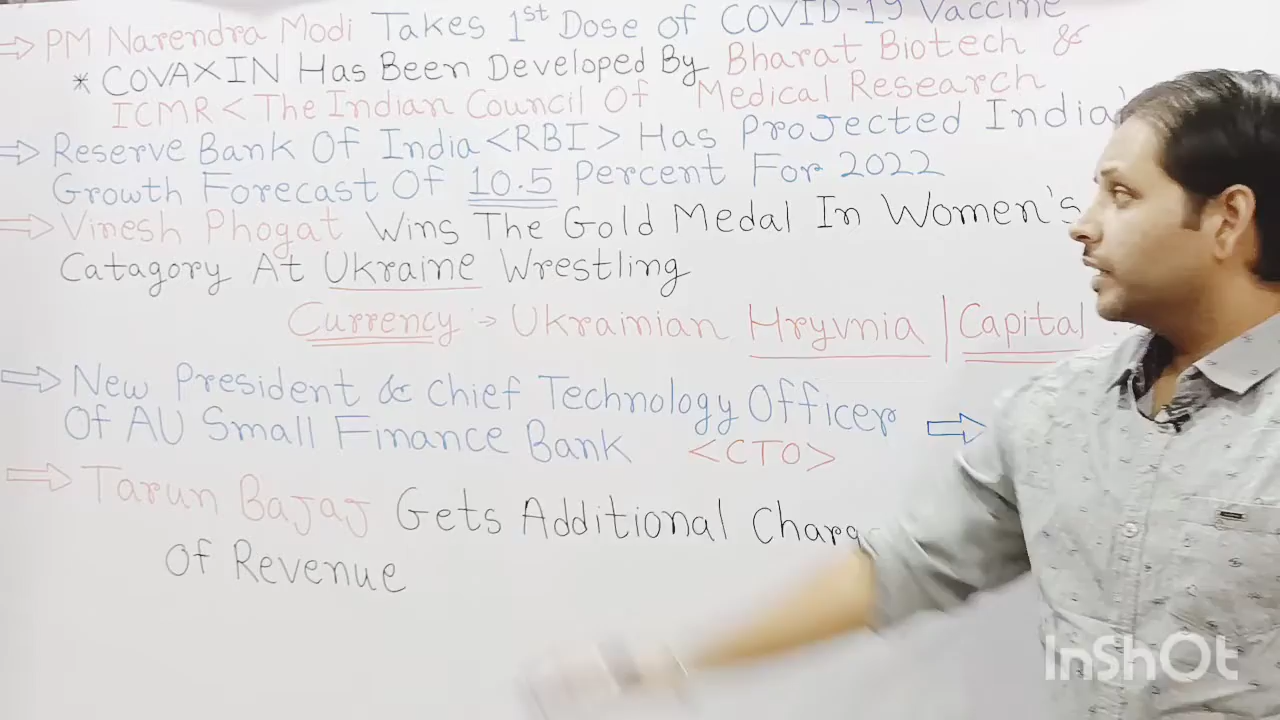 ⇒ PM Narendra Modi Takes 1st Dose of COVID-19 Vaccine
* COVAXIN Has Been Developed By Bharat Biotech &
ICMR < The Indian Council Of Medical Research
⇒ Reserve Bank Of India <RBI> Has Projected India's
Growth Forecast Of 10.5 Percent For 2022
⇒ Vinesh Phogat Wins The Gold Medal In Women's
Catagory At Ukraine Wrestling
Currency :-> Ukrainian Hryvnia | Capital
⇒ New President & Chief Technology Officer
Of AU Small Finance Bank ⇒
<CTO>
⇒ Tarun Bajaj Gets Additional
Of Revenue
InShOt